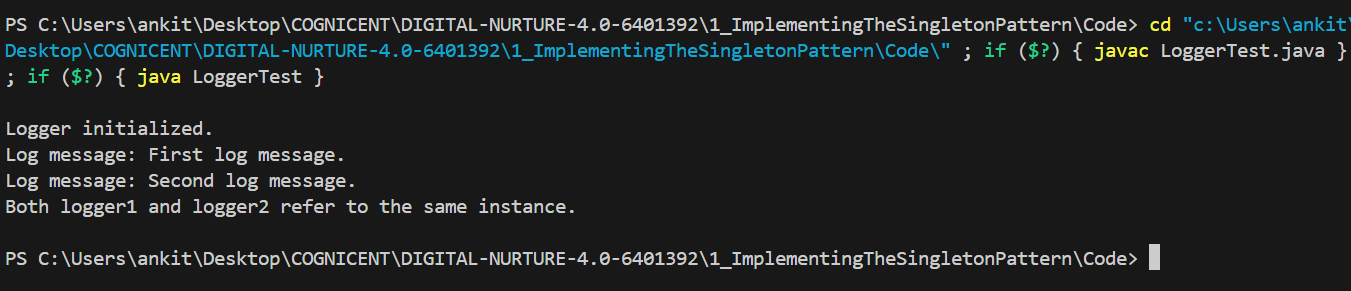 PS C:\Users\ankit\Desktop\COGNICENT\DIGITAL-NURTURE-4.0-6401392\1_ImplementingTheSingletonPattern\Code> cd "c:\Users\ankit\
Desktop\COGNICENT\DIGITAL-NURTURE-4.0-6401392\1_ImplementingTheSingletonPattern\Code\" ; if ($?) { javac LoggerTest.java }
; if ($?) { java LoggerTest }
Logger initialized.
Log message: First log message.
Log message: Second log message.
Both logger1 and logger2 refer to the same instance.
PS C:\Users\ankit\Desktop\COGNICENT\DIGITAL-NURTURE-4.0-6401392\1_ImplementingTheSingletonPattern\Code>